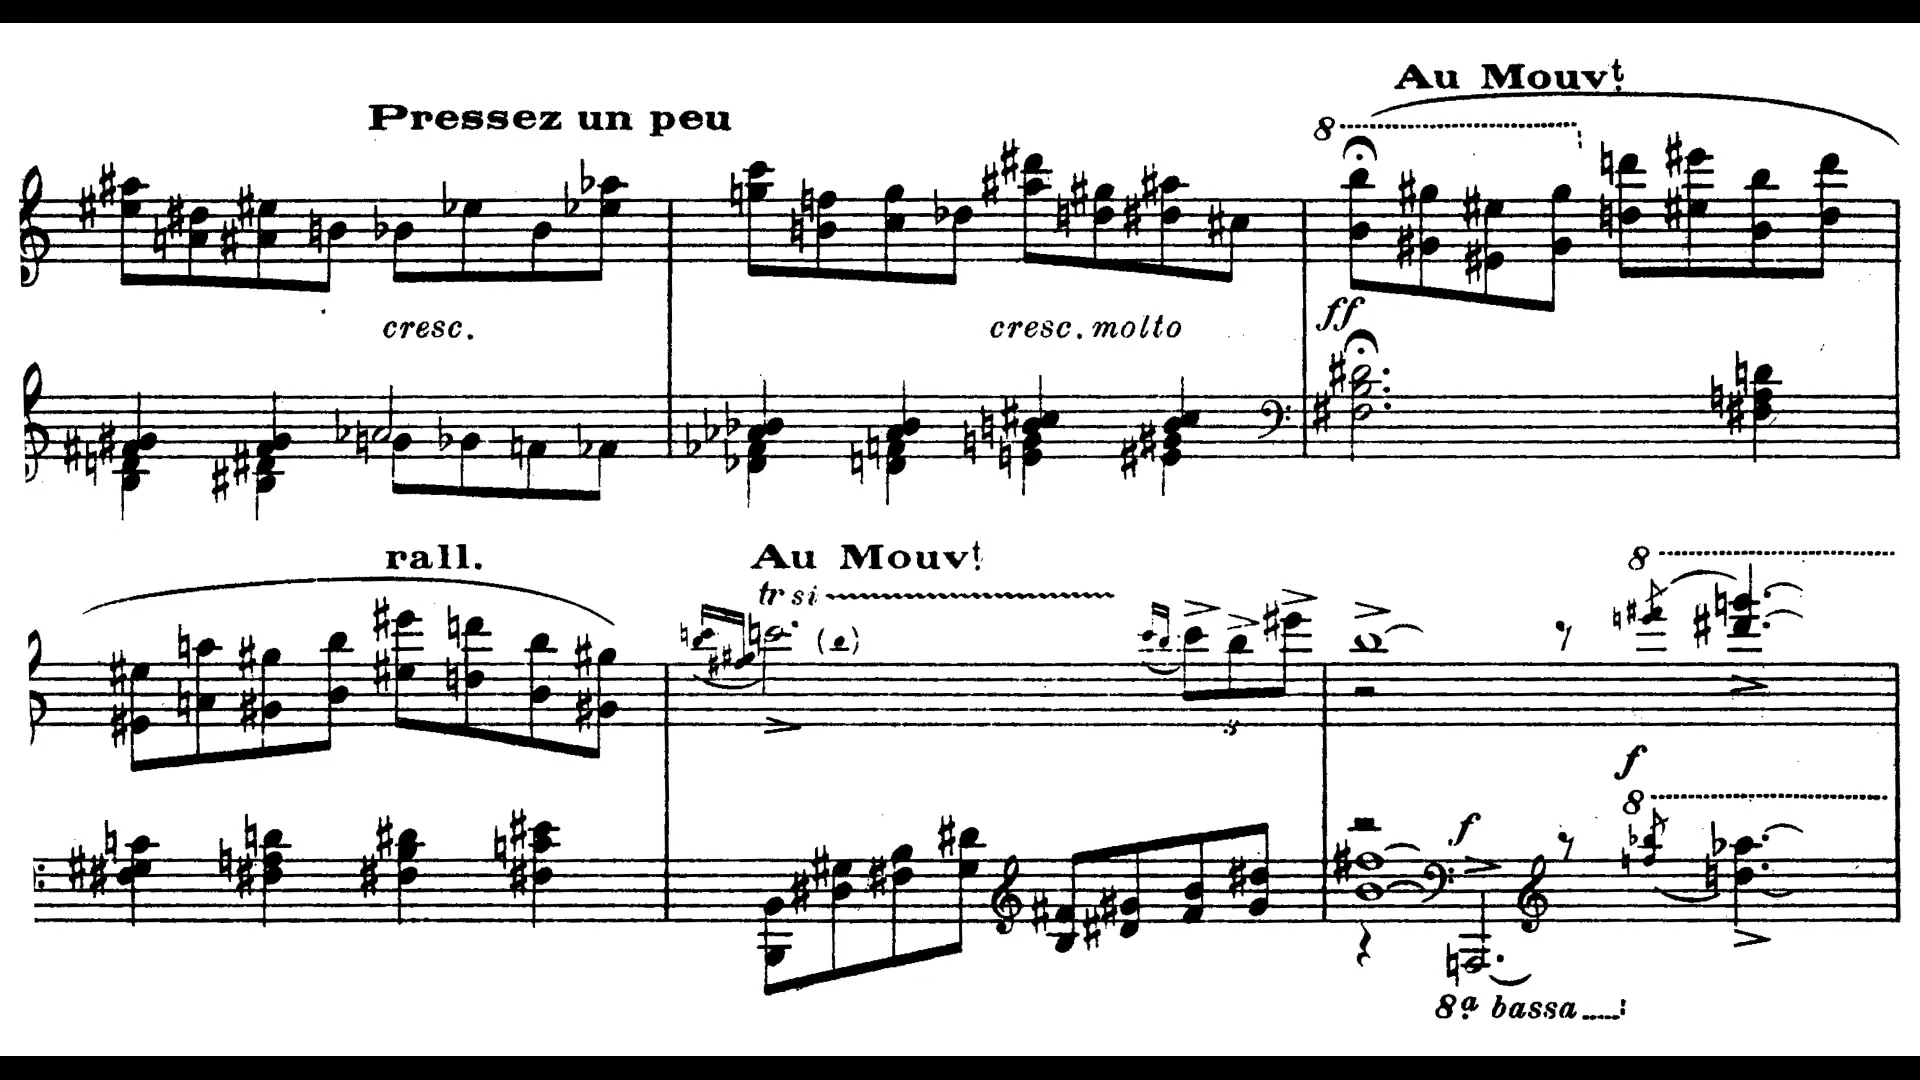 Au Mouvt
Pressez un peu
8
cresc.
cresc. molto
ff
rall.
Au Mouvt
8
tr si
3
f
8
f
8a bassa